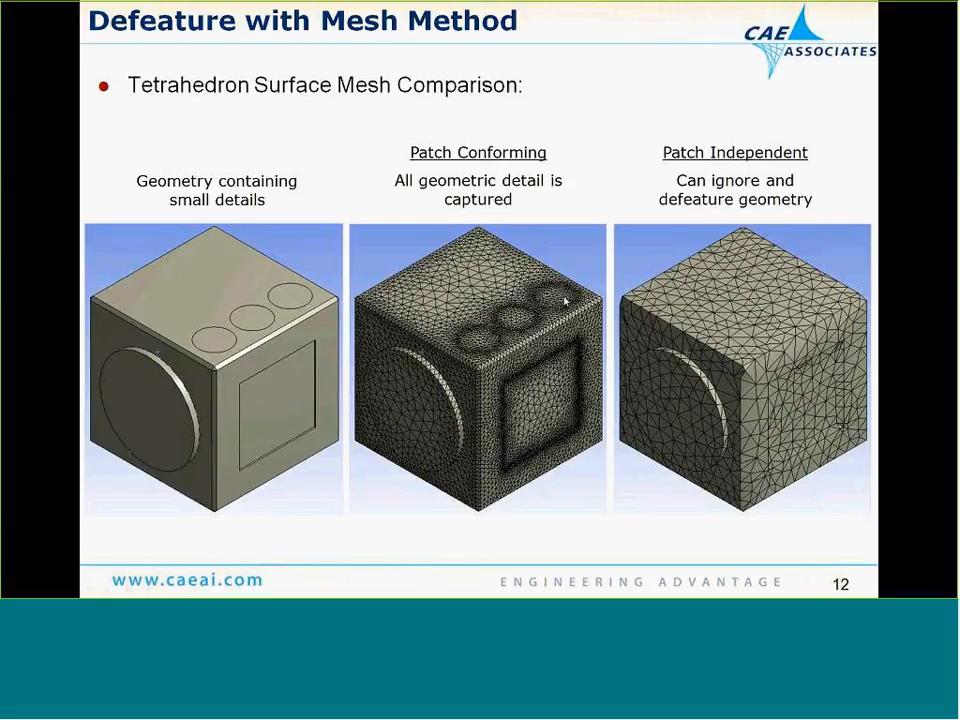 Defeature with Mesh Method
CAE
ASSOCIATES
Tetrahedron Surface Mesh Comparison:
Geometry containing
small details
Patch Conforming
All geometric detail is
captured
Patch Independent
Can ignore and
defeature geometry
www.caeai.com
ENGINEERING ADVANTAGE
12